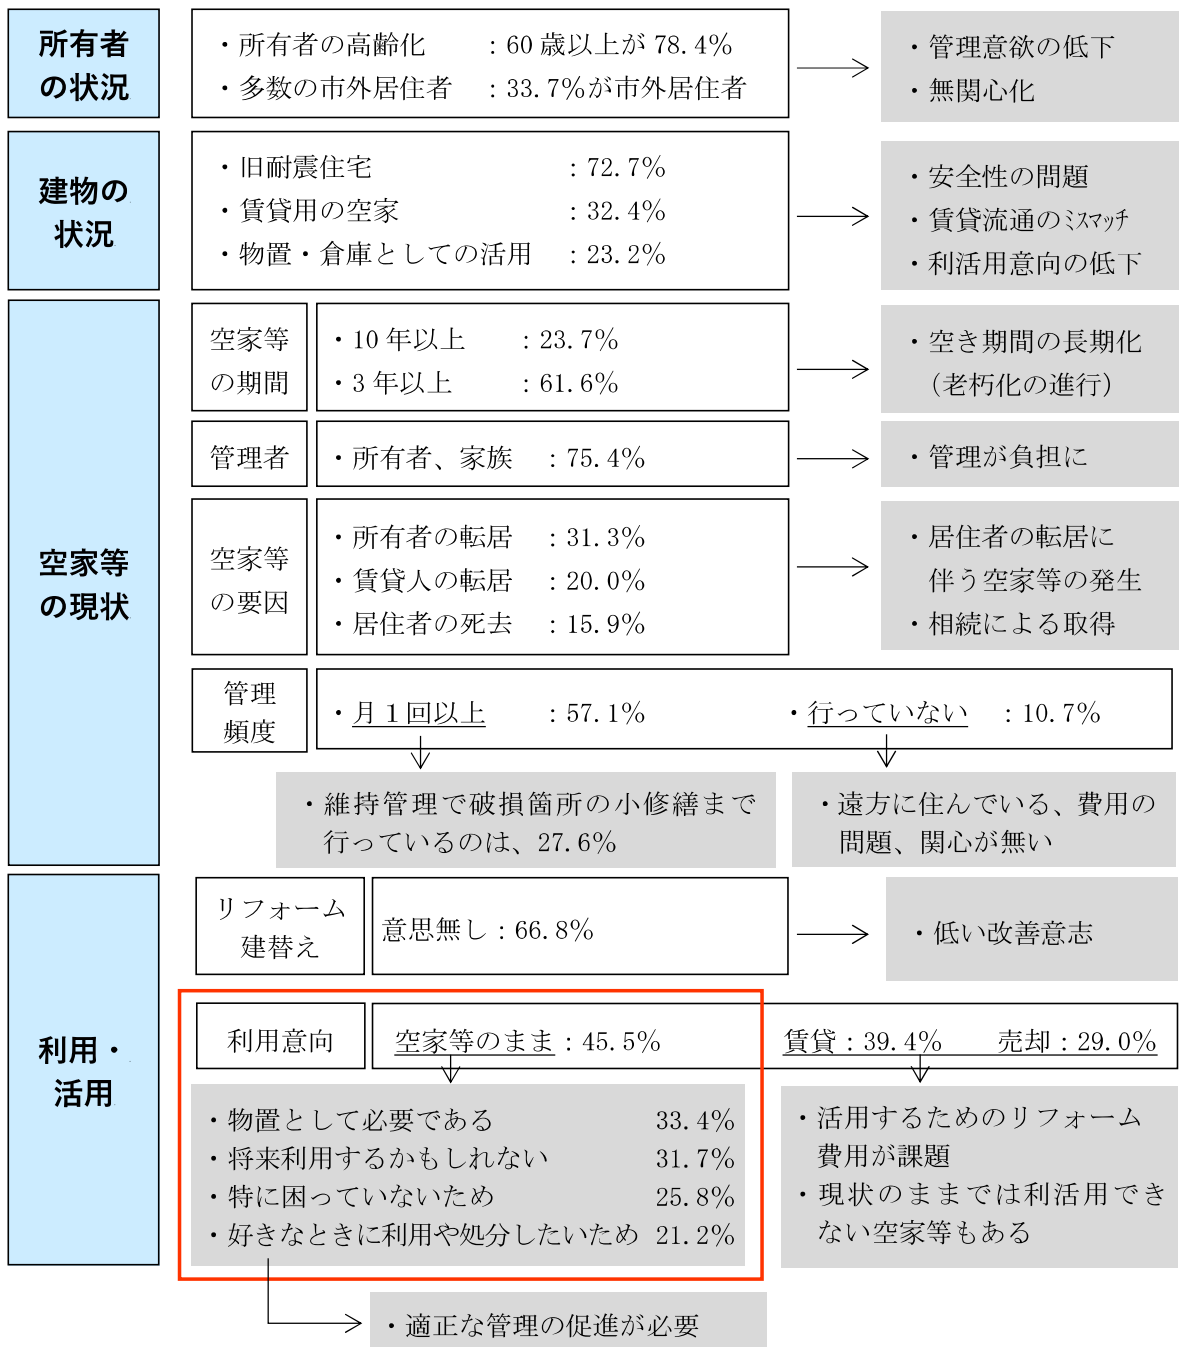 所有者
の状況
・所有者の高齢化 ：60 歳以上が 78.4％
・多数の市外居住者 ：33.7％が市外居住者
・管理意欲の低下
・無関心化
建物の
状況
・旧耐震住宅 ：72.7％
・賃貸用の空家 ：32.4％
・物置・倉庫としての活用 ：23.2％
・安全性の問題
・賃貸流通のﾐｽﾏｯﾁ
・利活用意向の低下
空家等
の現状
空家等
の期間
・10 年以上 ：23.7％
・3 年以上 ：61.6％
・空き期間の長期化
（老朽化の進行）
管理者
・所有者、家族 ：75.4％
・管理が負担に
空家等
の要因
・所有者の転居 ：31.3％
・賃貸人の転居 ：20.0％
・居住者の死去 ：15.9％
・居住者の転居に
伴う空家等の発生
・相続による取得
管理
頻度
・月１回以上 ：57.1％ ・行っていない ：10.7％
・維持管理で破損箇所の小修繕まで
行っているのは、27.6％
・遠方に住んでいる、費用の
問題、関心が無い
利用・
活用
リフォーム
建替え
意思無し：66.8％
・低い改善意志
利用意向
空家等のまま：45.5％ 賃貸：39.4％ 売却：29.0％
・物置として必要である 33.4％
・将来利用するかもしれない 31.7％
・特に困っていないため 25.8％
・好きなときに利用や処分したいため 21.2％
・活用するためのリフォーム
費用が課題
・現状のままでは利活用でき
ない空家等もある
・適正な管理の促進が必要